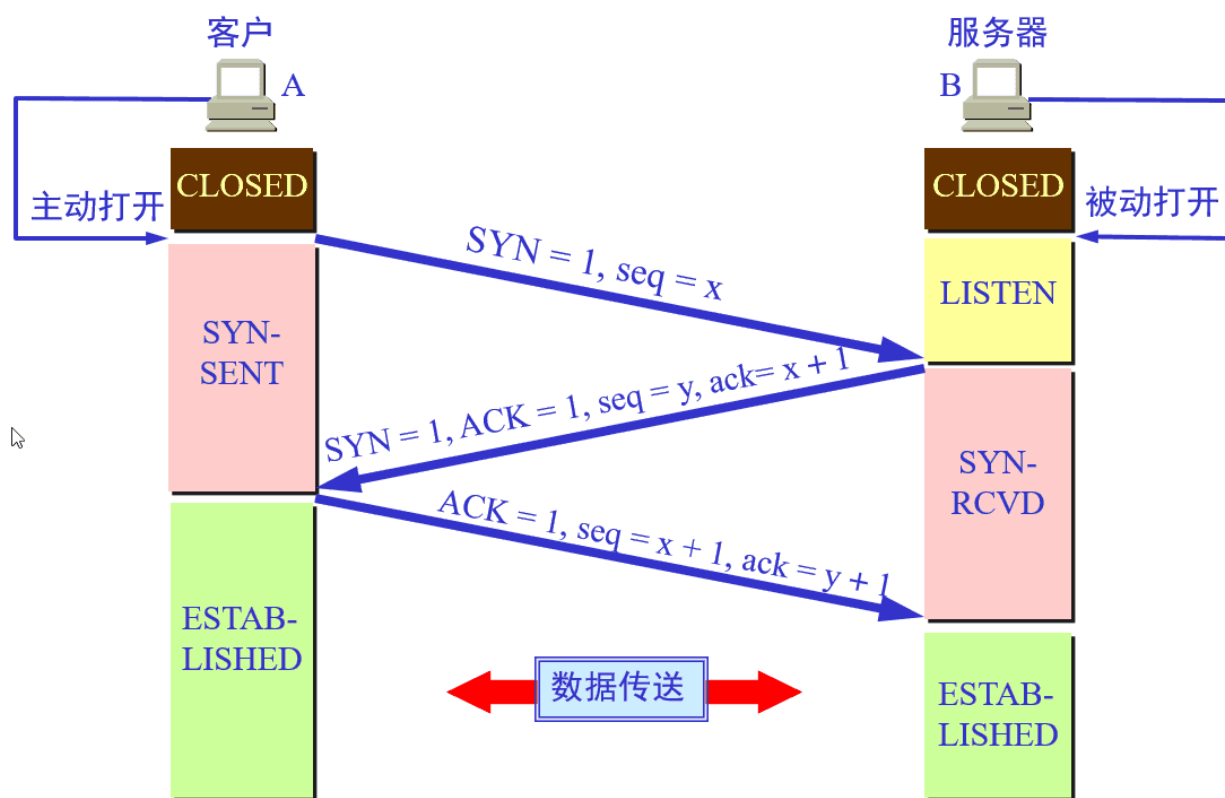 客户
服务器
A
B
CLOSED
CLOSED
主动打开
被动打开
SYN = 1, seq = x
LISTEN
SYN-
SENT
SYN = 1, ACK = 1, seq = y, ack= x + 1
SYN-
RCVD
ACK = 1, seq = x + 1, ack = y + 1
ESTAB-
LISHED
数据传送
ESTAB-
LISHED